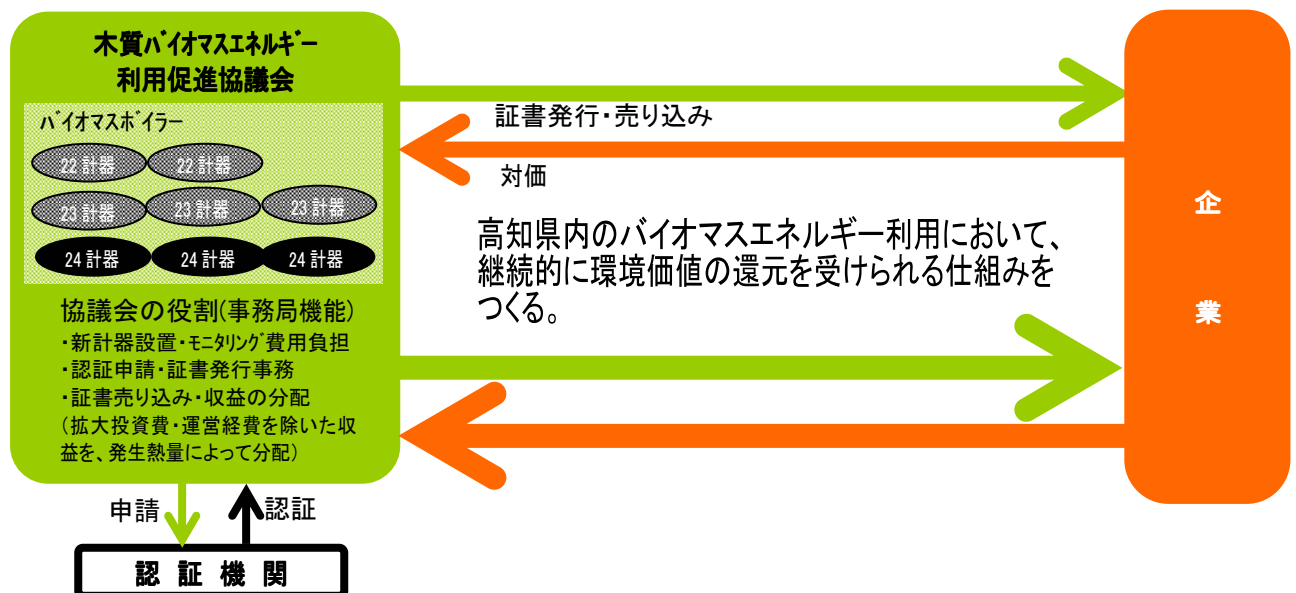 木質ﾊﾞｲｵﾏｽｴﾈﾙｷﾞｰ
利用促進協議会
ﾊﾞｲｵﾏｽﾎﾞｲﾗｰ
22 計器 22 計器
23 計器 23 計器 23 計器
24 計器 24 計器 24 計器
協議会の役割(事務局機能)
・新計器設置・ﾓﾆﾀﾘﾝｸﾞ費用負担
・認証申請・証書発行事務
・証書売り込み・収益の分配
(拡大投資費・運営経費を除いた収
益を、発生熱量によって分配)
申請
認証
認 証 機 関
証書発行・売り込み
対価
高知県内のバイオマスエネルギー利用において、
継続的に環境価値の還元を受けられる仕組みを
つくる。
企
業